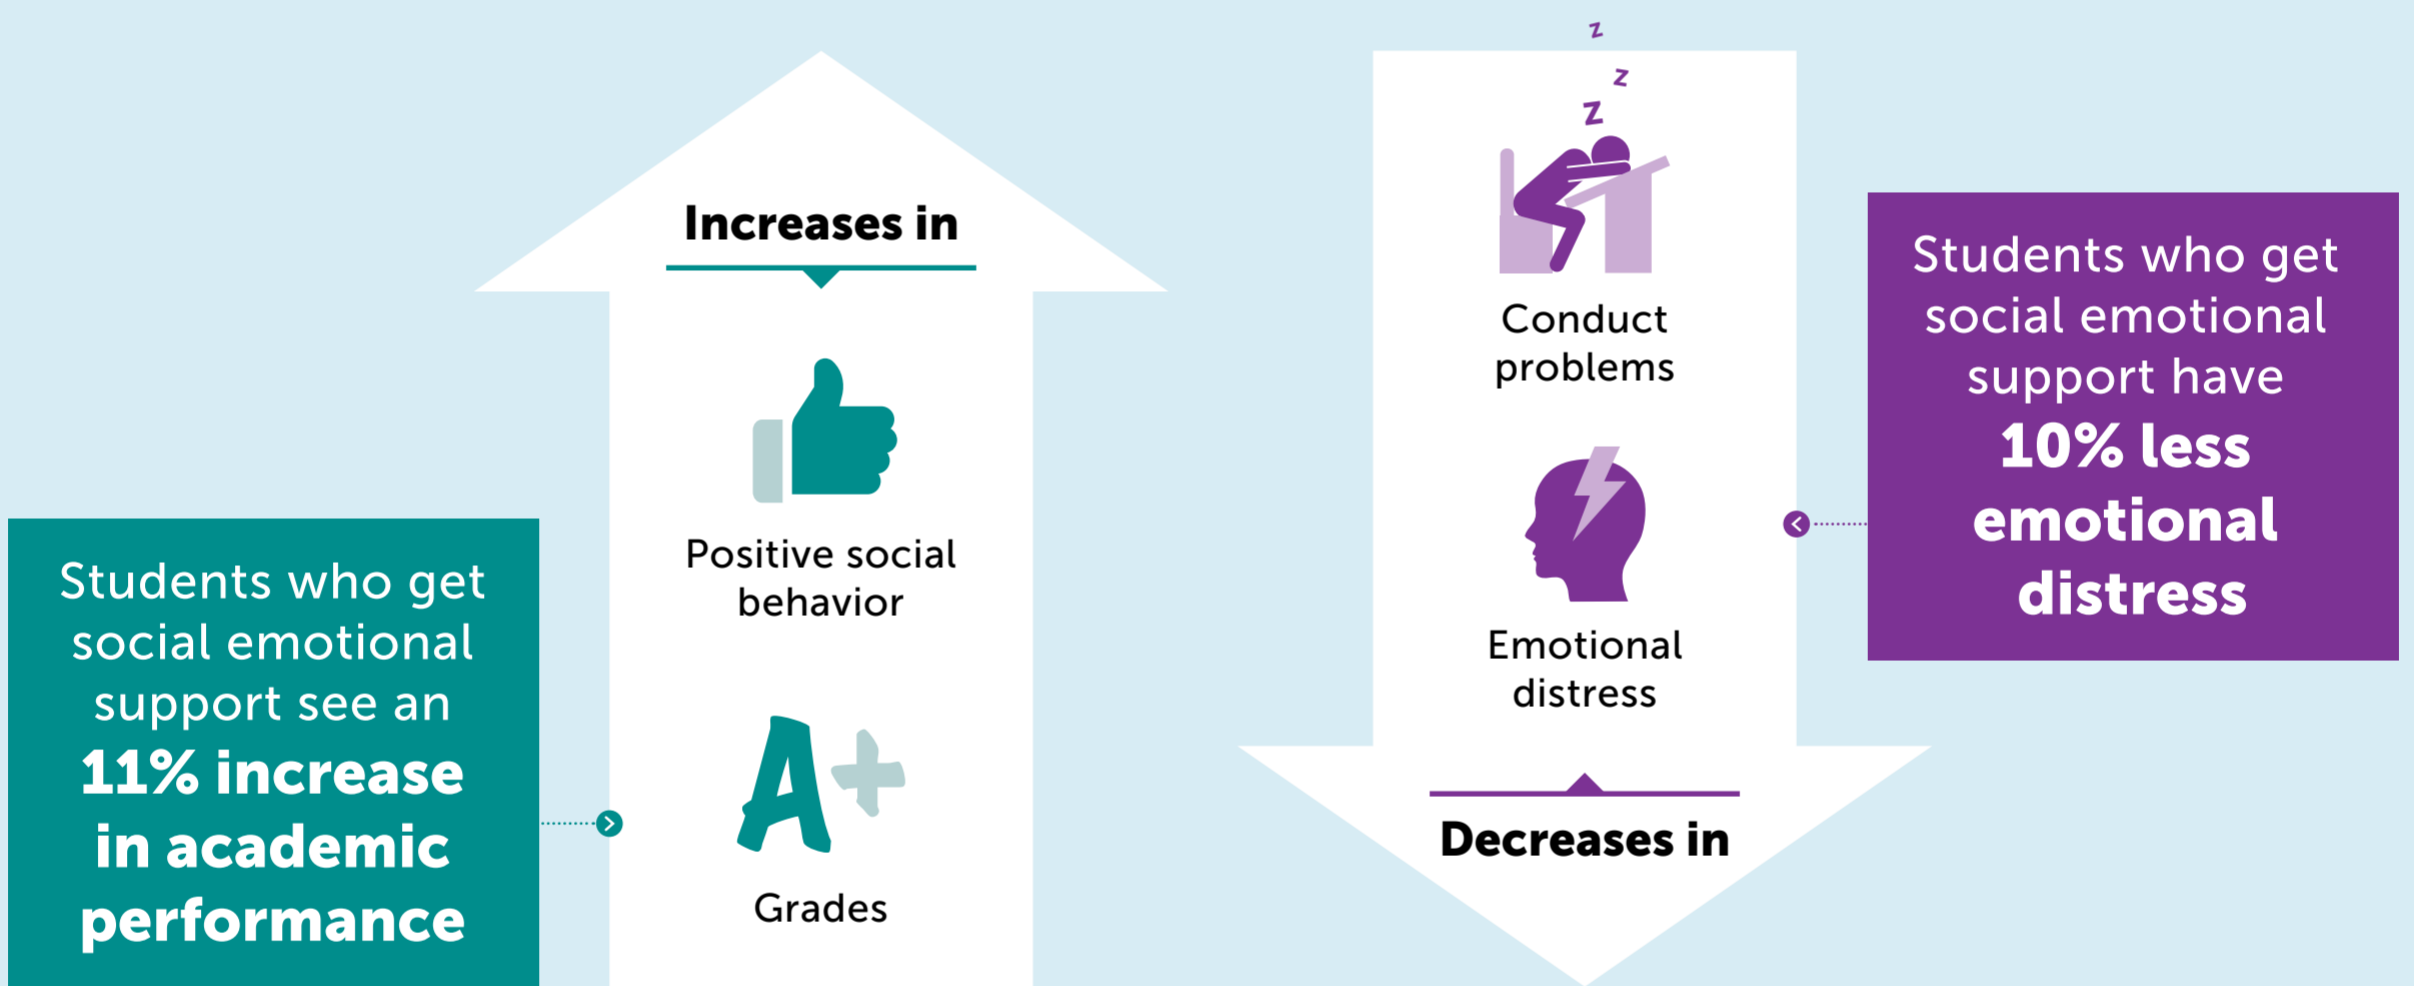 Increases in
Positive social
behavior
A+
Grades
Students who get
social emotional
support see an
11% increase
in academic
performance
z
z
z
Conduct
problems
Emotional
distress
Decreases in
Students who get
social emotional
support have
10% less
emotional
distress